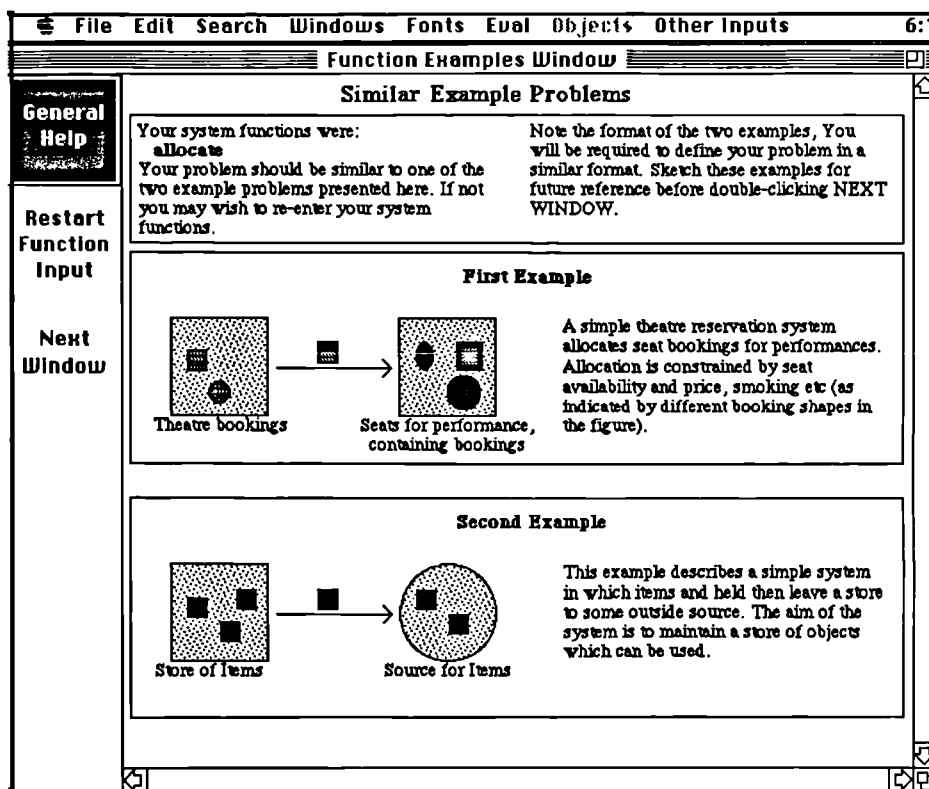 File Edit Search Windows Fonts Eval Objects Other Inputs 6:
Function Examples Window
General
Help
Restart
Function
Input
Next
Window
Similar Example Problems
Your system functions were:
allocate
Your problem should be similar to one of the
two example problems presented here. If not
you may wish to re-enter your system
functions.
Note the format of the two examples, You
will be required to define your problem in a
similar format. Sketch these examples for
future reference before double-clicking NEXT
WINDOW.
First Example
Theatre bookings
Seats for performance,
containing bookings
A simple theatre reservation system
allocates seat bookings for performances.
Allocation is constrained by seat
availability and price, smoking etc (as
indicated by different booking shapes in
the figure).
Second Example
Store of Items
Source for Items
This example describes a simple system
in which items and held then leave a store
to some outside source. The aim of the
system is to maintain a store of objects
which can be used.